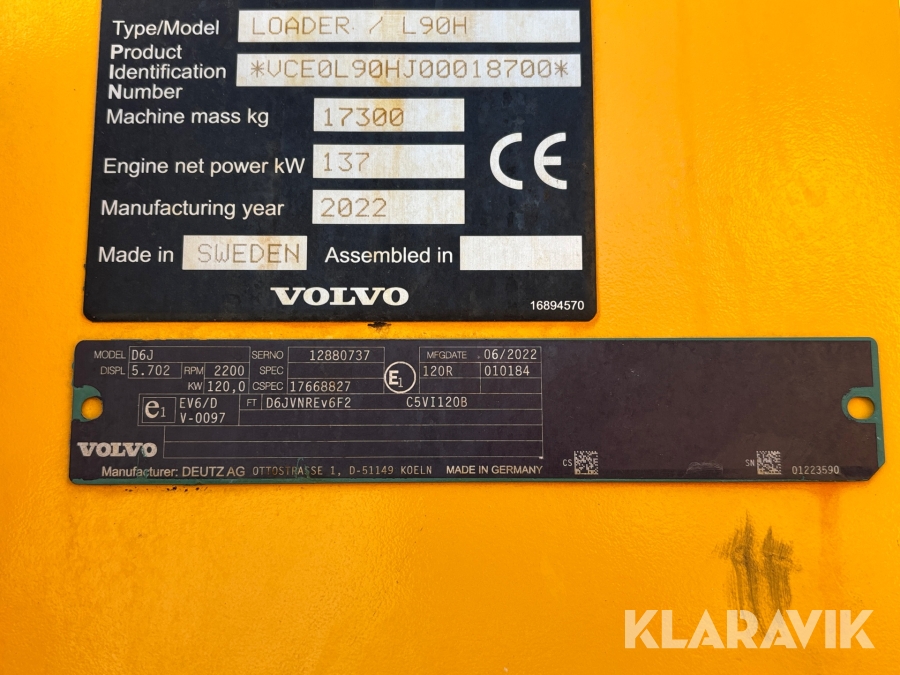 Type/Model LOADER / L90H
Product
Identification *VCE0L90HJ00018700*
Number
Machine mass kg 17300
Engine net power kW 137
CE
Manufacturing year 2022
Made in SWEDEN Assembled in
VOLVO 16894570
MODEL D6J SERNO 12880737 MFGDATE 06/2022
DISPL 5.702 RPM 2200 SPEC E1 120R 010184
KW 120,0 CSPEC 17668827
e1 EV6/D FT D6JVNREv6F2 C5VI120B
V-0097
VOLVO
CS SN 01223590
Manufacturer: DEUTZ AG OTTOSTRASSE 1, D-51149 KOELN MADE IN GERMANY
KLARAVIK